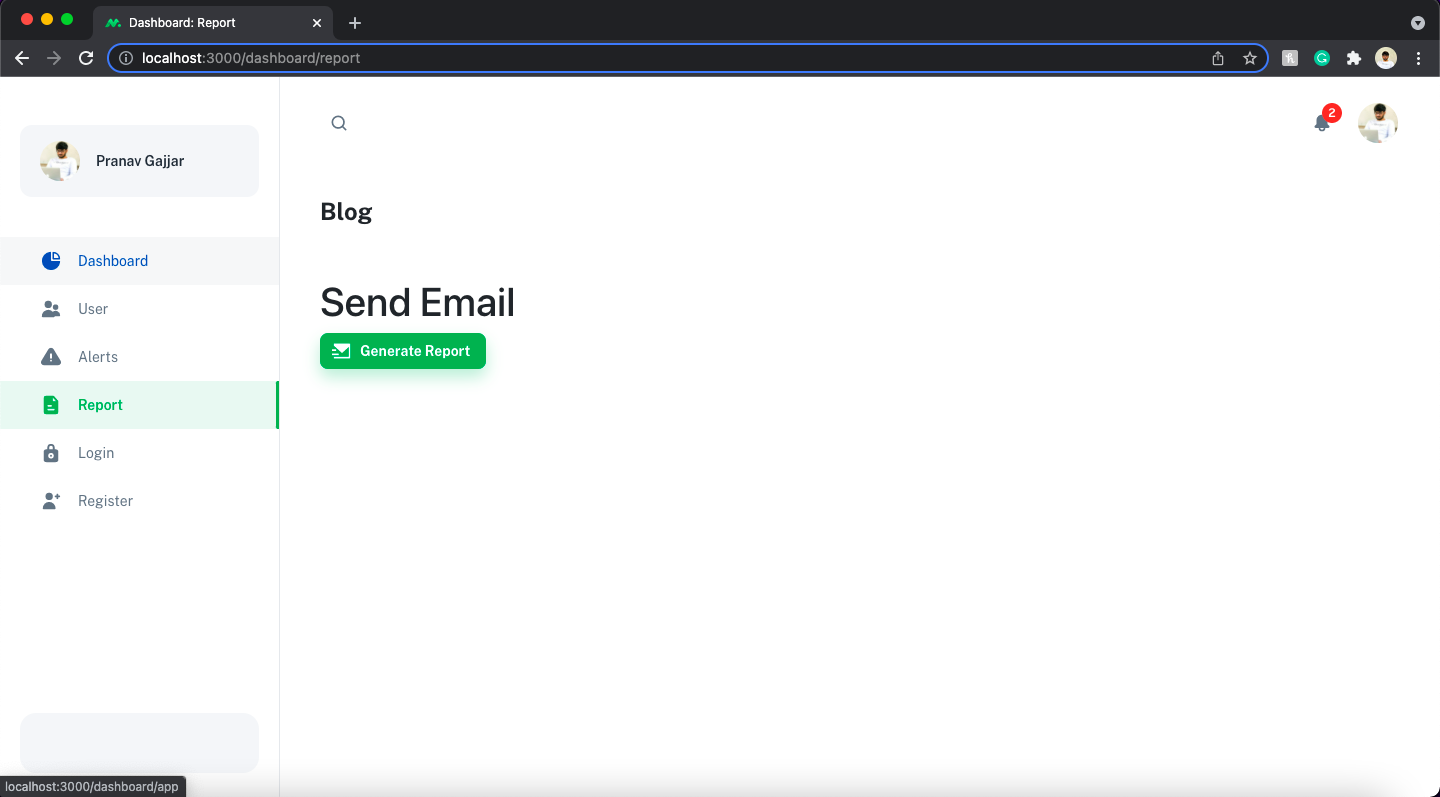 Dashboard: Report
localhost:3000/dashboard/report
2
Pranav Gajjar
Blog
Dashboard
User
Send Email
Alerts
Generate Report
Report
Login
Register
localhost:3000/dashboard/app